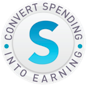 CONVERT SPENDING
S
INTO EARNING